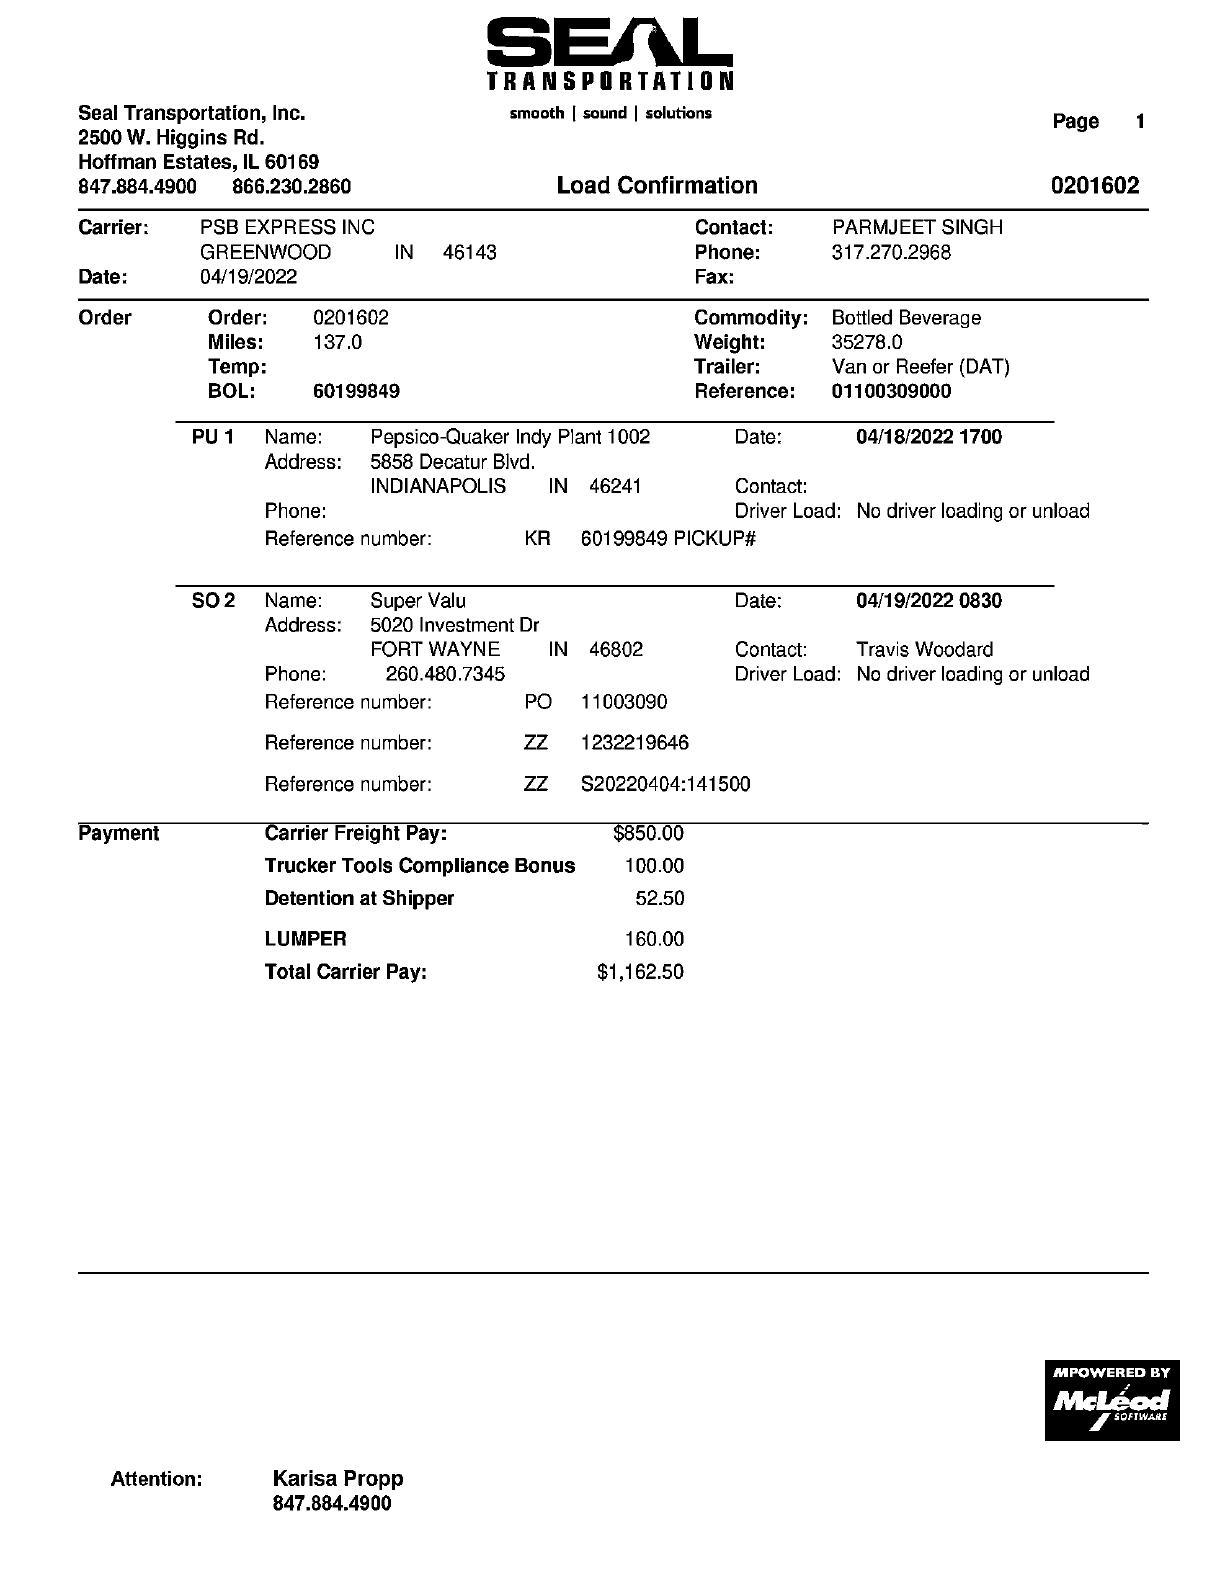 SEAL
TRANSPORTATION
smooth | sound | solutions
Seal Transportation, Inc.
2500 W. Higgins Rd.
Hoffman Estates, IL 60169
847.884.4900 866.230.2860
Page 1
Load Confirmation 0201602
Carrier: PSB EXPRESS INC Contact: PARMJEET SINGH
GREENWOOD IN 46143 Phone: 317.270.2968
Date: 04/19/2022 Fax:
Order Order: 0201602 Commodity: Bottled Beverage
Miles: 137.0 Weight: 35278.0
Temp: Trailer: Van or Reefer (DAT)
BOL: 60199849 Reference: 01100309000
PU 1 Name: Pepsico-Quaker Indy Plant 1002 Date: 04/18/2022 1700
Address: 5858 Decatur Blvd.
INDIANAPOLIS IN 46241 Contact:
Phone: Driver Load: No driver loading or unload
Reference number: KR 60199849 PICKUP#
SO 2 Name: Super Valu Date: 04/19/2022 0830
Address: 5020 Investment Dr
FORT WAYNE IN 46802 Contact: Travis Woodard
Phone: 260.480.7345 Driver Load: No driver loading or unload
Reference number: PO 11003090
Reference number: ZZ 1232219646
Reference number: ZZ S20220404:141500
Payment Carrier Freight Pay: $850.00
Trucker Tools Compliance Bonus 100.00
Detention at Shipper 52.50
LUMPER 160.00
Total Carrier Pay: $1,162.50
MPOWERED BY
McLeod
SOFTWARE
Attention: Karisa Propp
847.884.4900